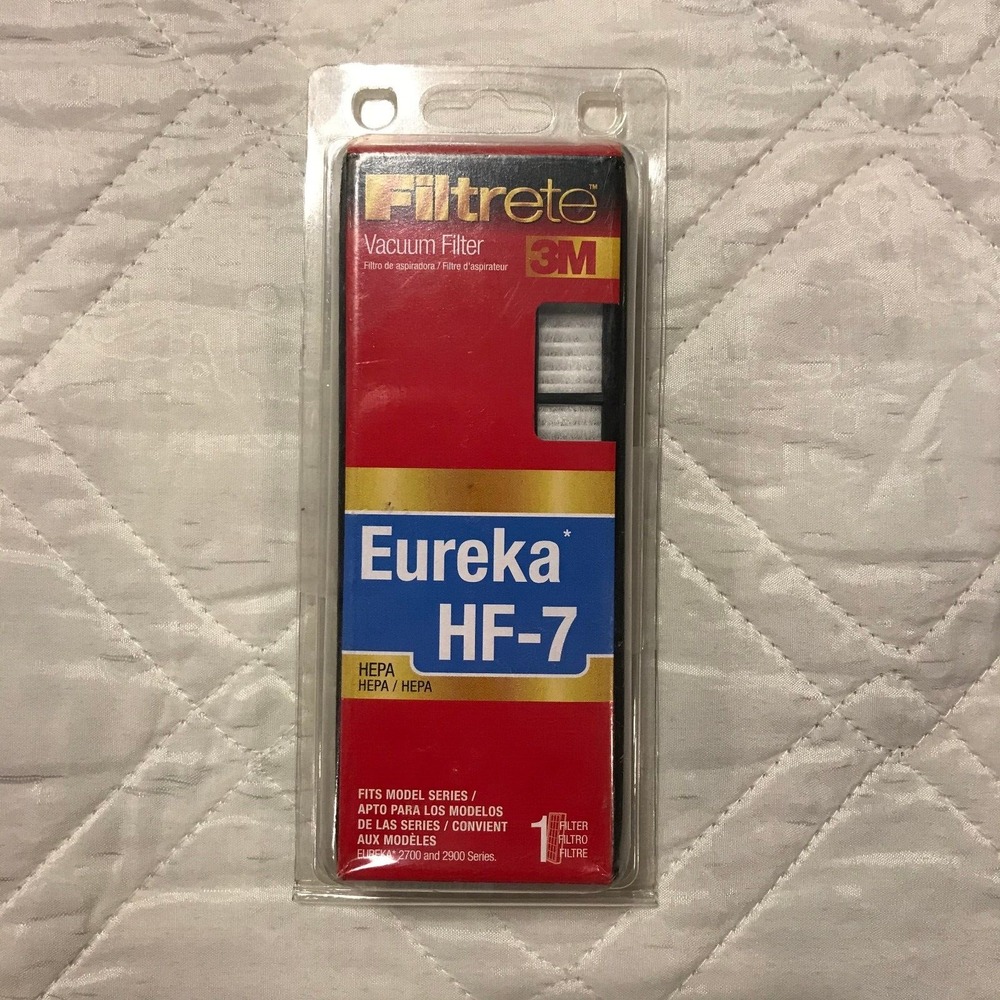 Filtrete™
Vacuum Filter
Filtro de aspiradora / Filtre d'aspirateur
3M
Eureka*
HF-7
HEPA
HEPA / HEPA
FITS MODEL SERIES /
APTO PARA LOS MODELOS
DE LAS SERIES / CONVIENT
AUX MODÈLES
EUREKA* 2700 and 2900 Series.
1 FILTER
FILTRO
FILTRE